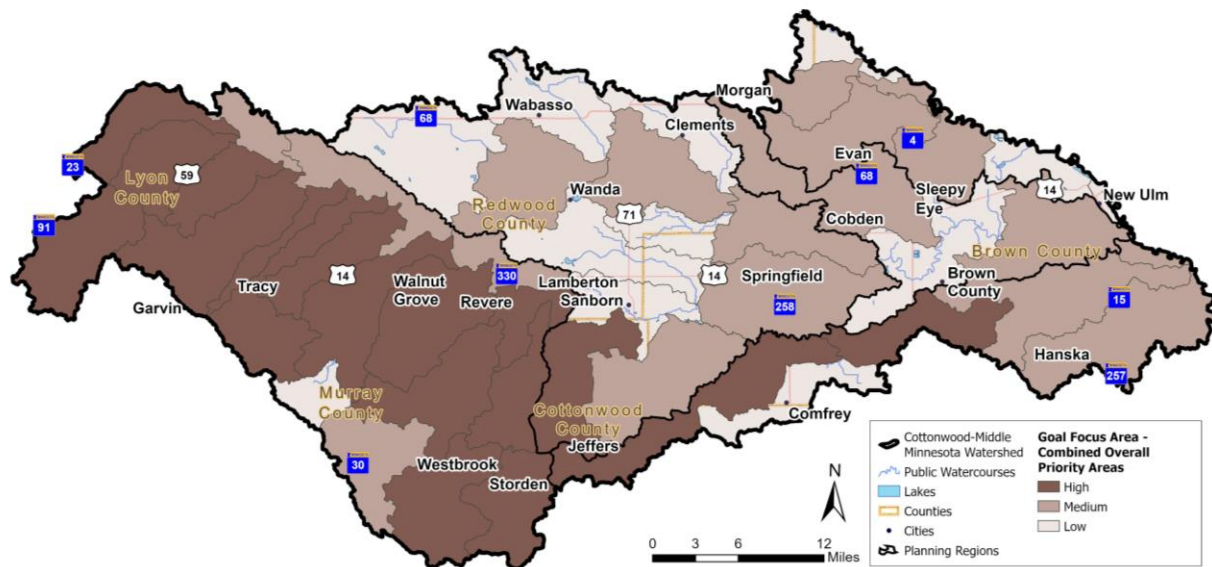 Morgan
Wabasso
68
Clements
4
23
59
Lyon
County
Evan
68
14
Sleepy
Eye
New Ulm
Wanda
Redwood
County
71
Cobden
91
Brown County
14
Walnut
Grove
330
Lamberton
Sanborn
14
Springfield
258
Brown
County
15
Tracy
Revere
Garvin
Hanska
257
Murray
County
Cottonwood
County
Comfrey
Jeffers
30
Westbrook
Storden
N
0 3 6 12
Miles
Cottonwood-Middle
Minnesota Watershed
Public Watercourses
Lakes
Counties
Cities
Planning Regions
Goal Focus Area -
Combined Overall
Priority Areas
High
Medium
Low